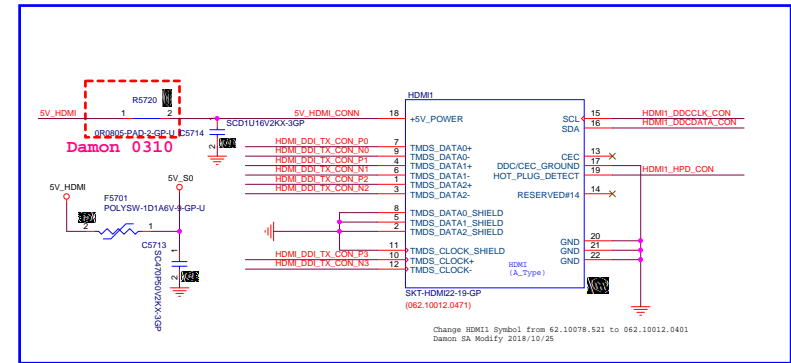 HDMI1
R5720
5V_HDMI
1
2
5V_HDMI_CONN
18
+5V_POWER
SCL
15
HDMI1_DDCCLK_CON
SDA
16
HDMI1_DDCDATA_CON
SCD1U16V2KX-3GP
0R0805-PAD-2-GP-U
C5714
1
2
Damon 0310
HDMI_DDI_TX_CON_P0
7
TMDS_DATA0+
HDMI_DDI_TX_CON_N0
9
TMDS_DATA0-
HDMI_DDI_TX_CON_P1
4
TMDS_DATA1+
HDMI_DDI_TX_CON_N1
6
TMDS_DATA1-
HDMI_DDI_TX_CON_P2
1
TMDS_DATA2+
HDMI_DDI_TX_CON_N2
3
TMDS_DATA2-
CEC
13
DDC/CEC_GROUND
17
HOT_PLUG_DETECT
19
HDMI1_HPD_CON
RESERVED#14
14
5V_HDMI
5V_S0
F5701
POLYSW-1D1A6V-9-GP-U
2
1
8
TMDS_DATA0_SHIELD
5
TMDS_DATA1_SHIELD
2
TMDS_DATA2_SHIELD
C5713
SC470P50V2KX-3GP
1
2
11
TMDS_CLOCK_SHIELD
HDMI_DDI_TX_CON_P3
10
TMDS_CLOCK+
HDMI_DDI_TX_CON_N3
12
TMDS_CLOCK-
GND
20
GND
21
GND
22
HDMI
(A_Type)
SKT-HDMI22-19-GP
(062.10012.0471)
Change HDMI1 Symbol from 62.10078.521 to 062.10012.0401
Damon SA Modify 2018/10/25